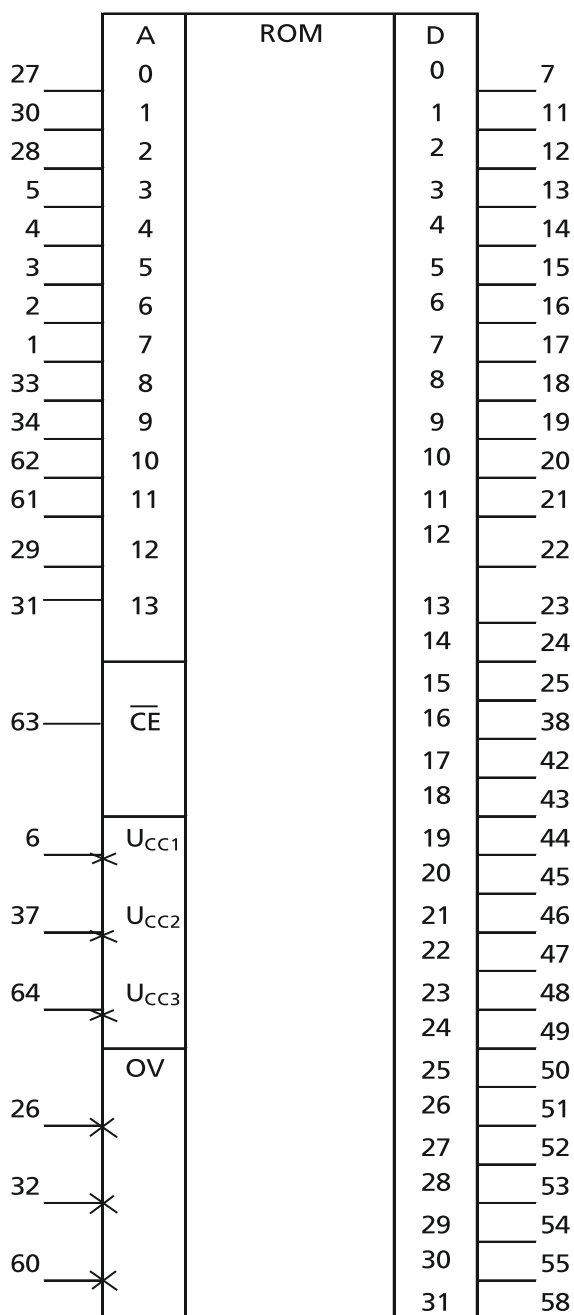 A ROM D
27 0 0 7
30 1 1 11
28 2 2 12
5 3 3 13
4 4 4 14
3 5 5 15
2 6 6 16
1 7 7 17
33 8 8 18
34 9 9 19
62 10 10 20
61 11 11 21
29 12 12 22
31 13 13 23
14 24
15 25
63 CE 16 38
17 42
18 43
6 UCC1 19 44
20 45
37 UCC2 21 46
22 47
64 UCC3 23 48
24 49
OV 25 50
26 26 51
27 52
32 28 53
29 54
60 30 55
31 58